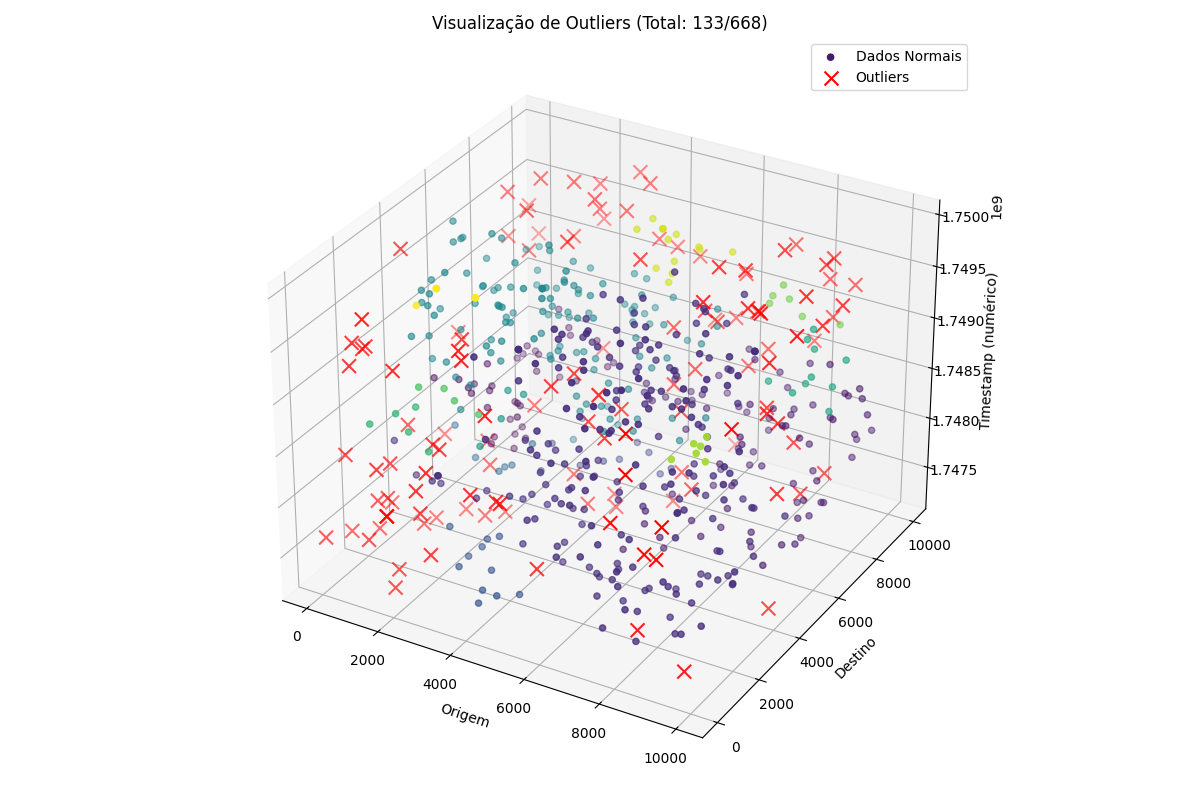 Visualização de Outliers (Total: 133/668)
Dados Normais
Outliers
1e9
1.7500
1.7495
1.7490
1.7485
1.7480
1.7475
Timestamp (numérico)
0
2000
4000
6000
8000
10000
Origem
0
2000
4000
6000
8000
10000
Destino